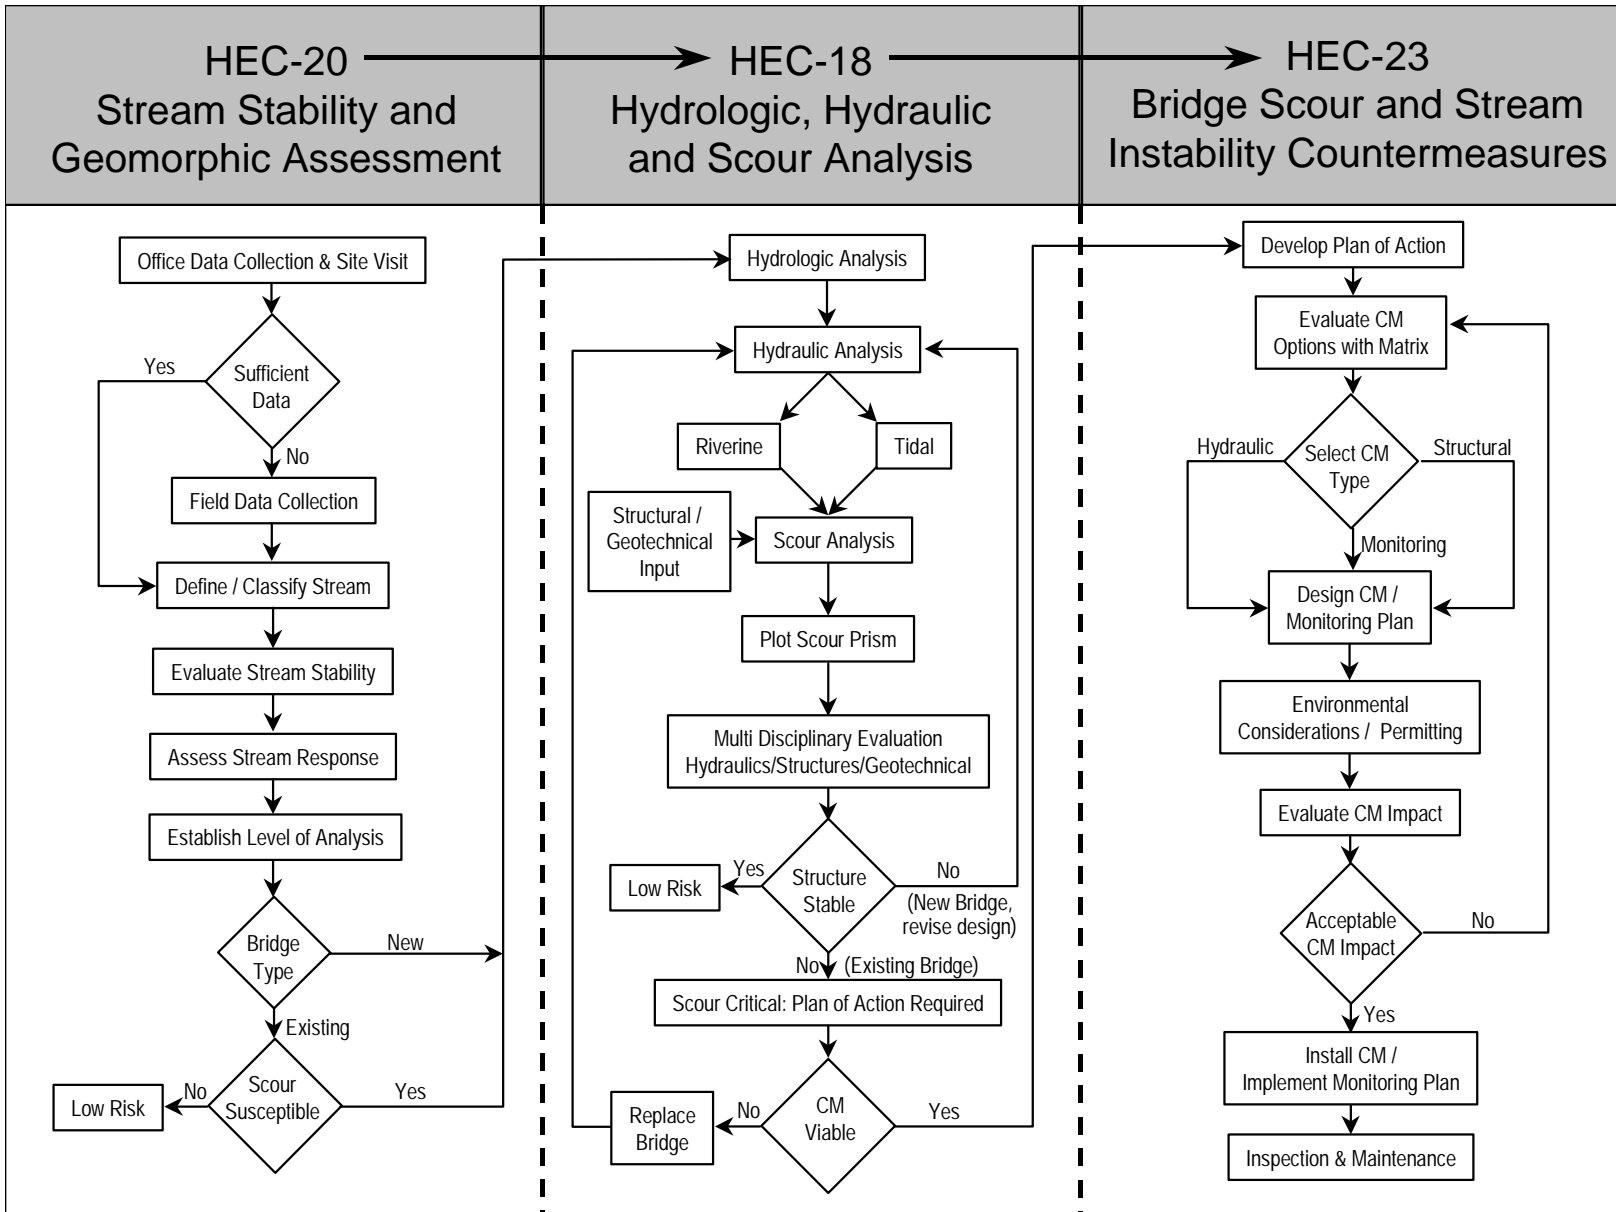 HEC-20
Stream Stability and
Geomorphic Assessment
HEC-18
Hydrologic, Hydraulic
and Scour Analysis
HEC-23
Bridge Scour and Stream
Instability Countermeasures
Office Data Collection & Site Visit
Yes
Sufficient
Data
No
Field Data Collection
Define / Classify Stream
Evaluate Stream Stability
Assess Stream Response
Establish Level of Analysis
Bridge
Type
New
Existing
Scour
Susceptible
No
Low Risk
Yes
Hydrologic Analysis
Hydraulic Analysis
Riverine
Tidal
Structural /
Geotechnical
Input
Scour Analysis
Plot Scour Prism
Multi Disciplinary Evaluation
Hydraulics/Structures/Geotechnical
Structure
Stable
Yes
Low Risk
No
(New Bridge,
revise design)
No
(Existing Bridge)
Scour Critical: Plan of Action Required
CM
Viable
No
Replace
Bridge
Yes
Develop Plan of Action
Evaluate CM
Options with Matrix
Hydraulic
Select CM
Type
Structural
Monitoring
Design CM /
Monitoring Plan
Environmental
Considerations / Permitting
Evaluate CM Impact
Acceptable
CM Impact
No
Yes
Install CM /
Implement Monitoring Plan
Inspection & Maintenance